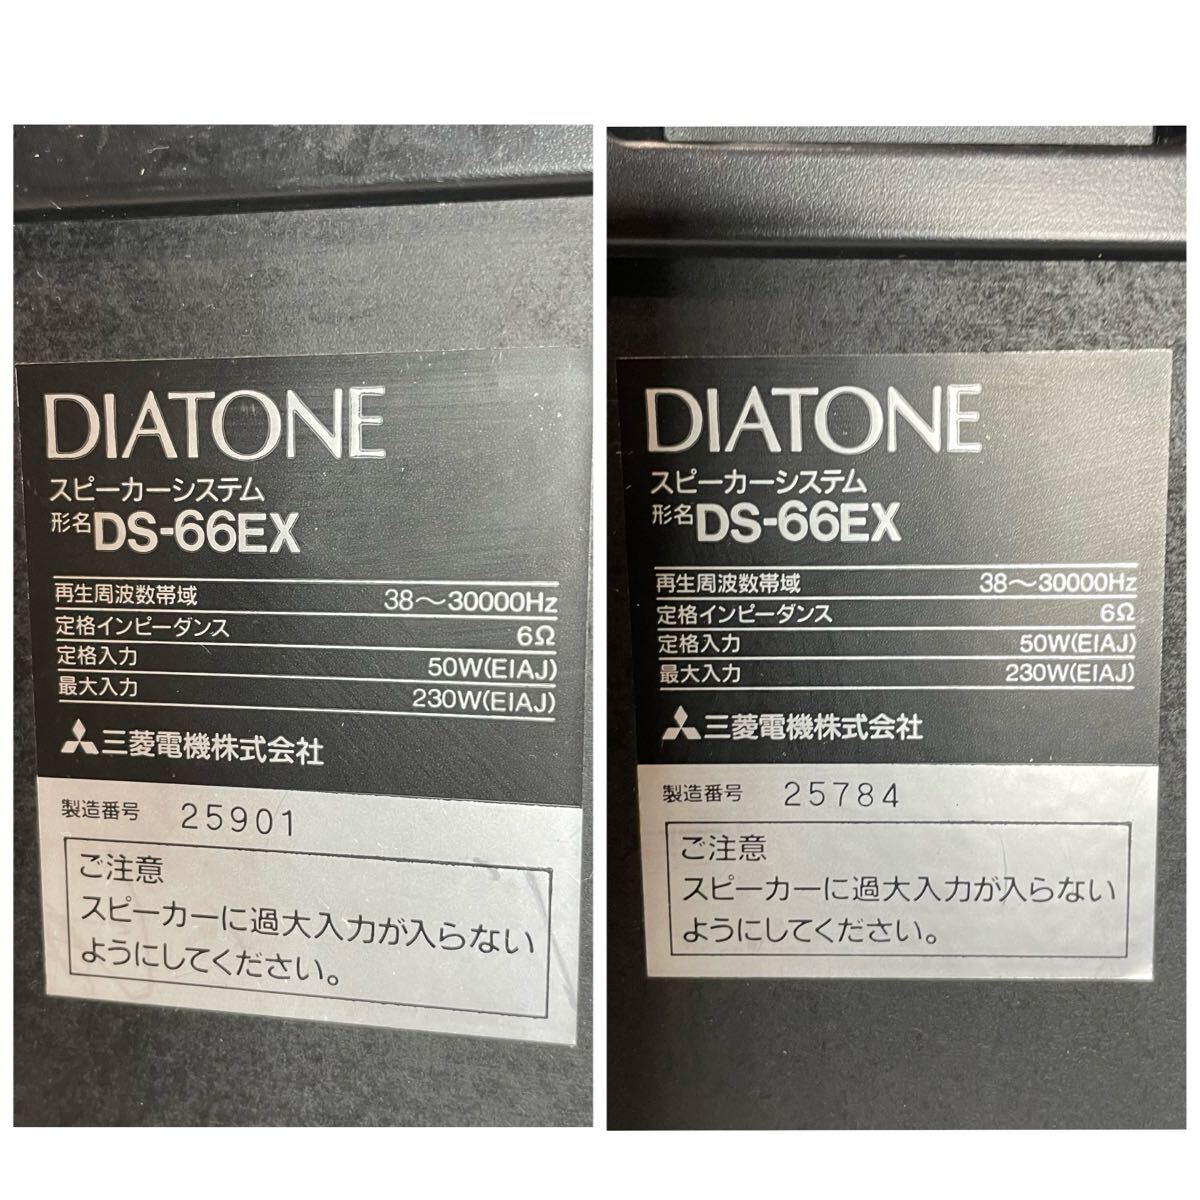 DIATONE
スピーカーシステム
形名 DS-66EX
再生周波数帯域 38〜30000Hz
定格インピーダンス 6Ω
定格入力 50W(EIAJ)
最大入力 230W(EIAJ)
三菱電機株式会社
製造番号 25901
ご注意
スピーカーに過大入力が入らない
ようにしてください。
DIATONE
スピーカーシステム
形名 DS-66EX
再生周波数帯域 38〜30000Hz
定格インピーダンス 6Ω
定格入力 50W(EIAJ)
最大入力 230W(EIAJ)
三菱電機株式会社
製造番号 25784
ご注意
スピーカーに過大入力が入らない
ようにしてください。